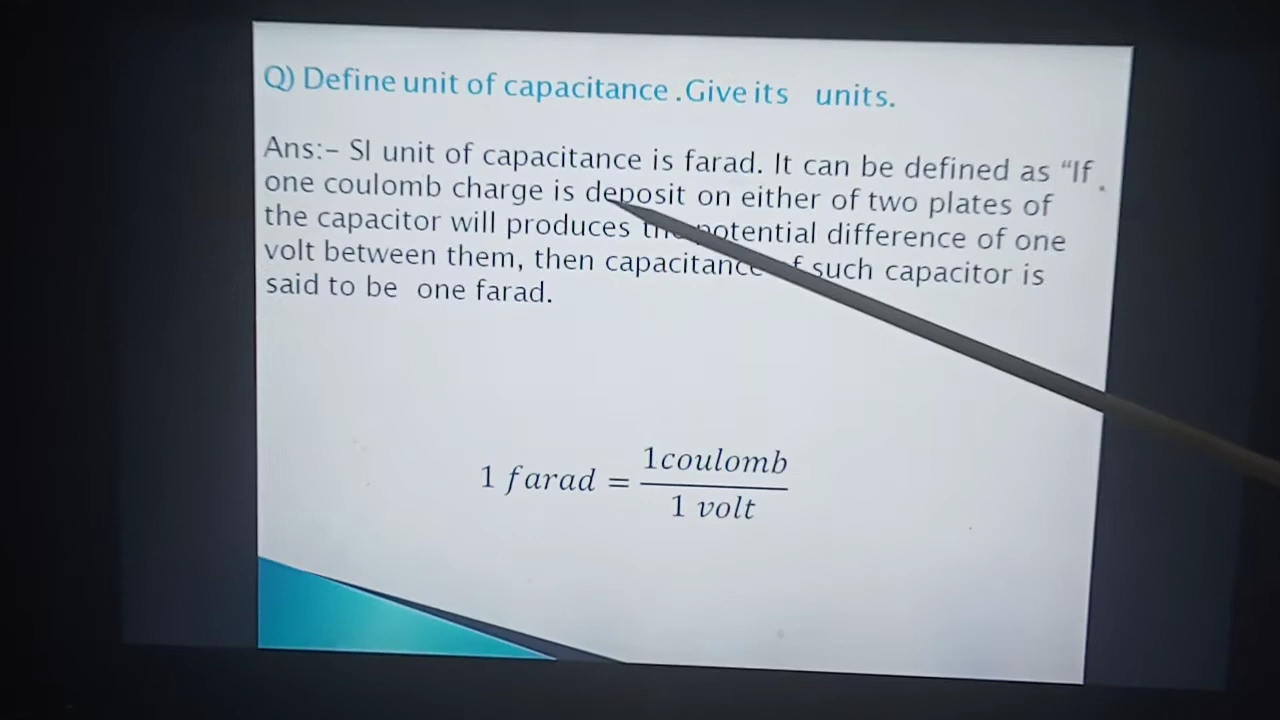 Q) Define unit of capacitance .Give its units.
Ans:- SI unit of capacitance is farad. It can be defined as "If
one coulomb charge is deposit on either of two plates of
the capacitor will produces the potential difference of one
volt between them, then capacitance of such capacitor is
said to be one farad.
1 farad = 1coulomb
1 volt